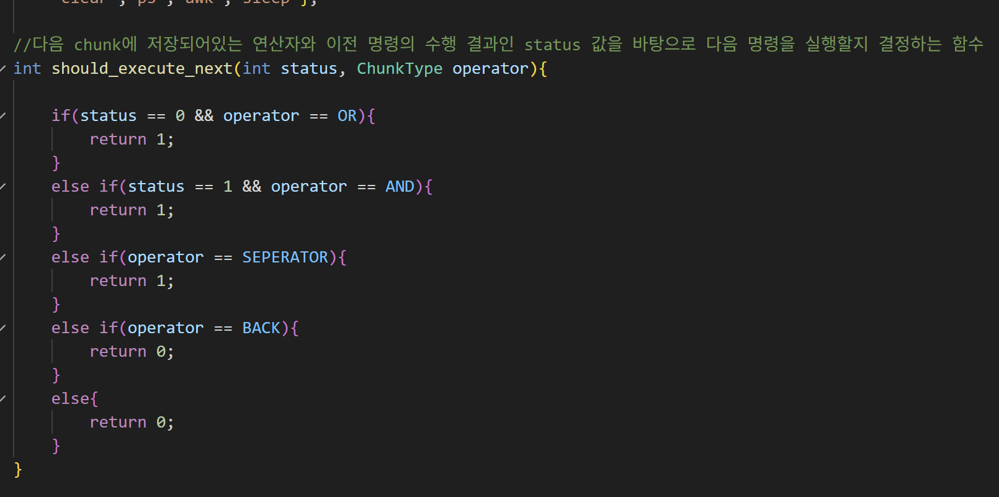 clear", "ps", "awk", "sleep"};
//다음 chunk에 저장되어있는 연산자와 이전 명령의 수행 결과인 status 값을 바탕으로 다음 명령을 실행할지 결정하는 함수
int should_execute_next(int status, ChunkType operator){
if(status == 0 && operator == OR){
return 1;
}
else if(status == 1 && operator == AND){
return 1;
}
else if(operator == SEPERATOR){
return 1;
}
else if(operator == BACK){
return 0;
}
else{
return 0;
}
}